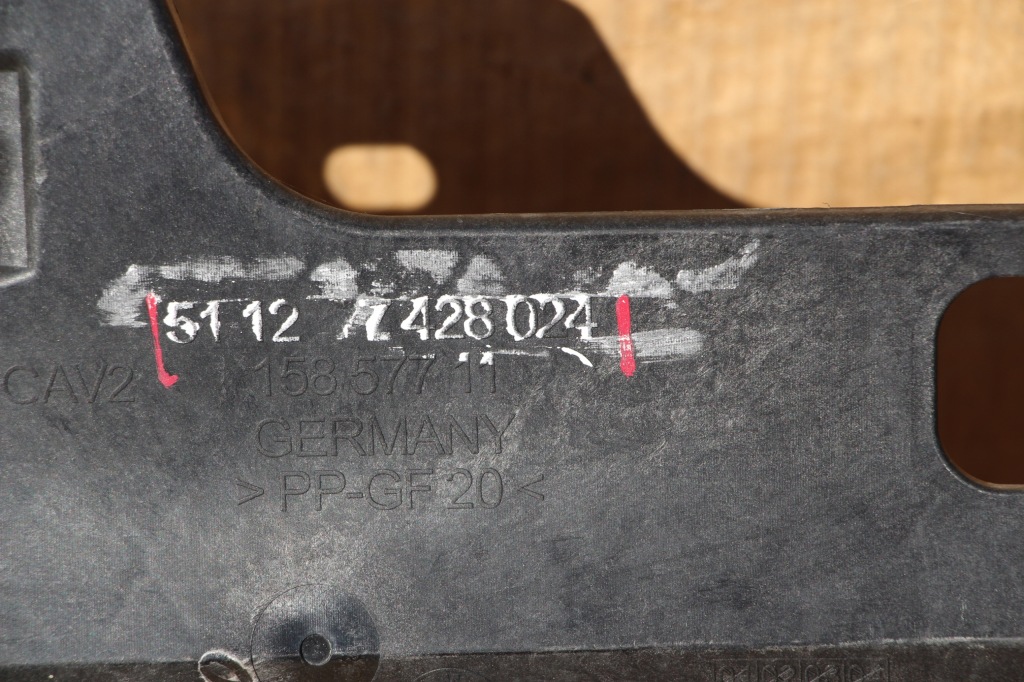 51 12 7 428 024
CAV2 158 577 11
GERMANY
> PP-GF 20 <